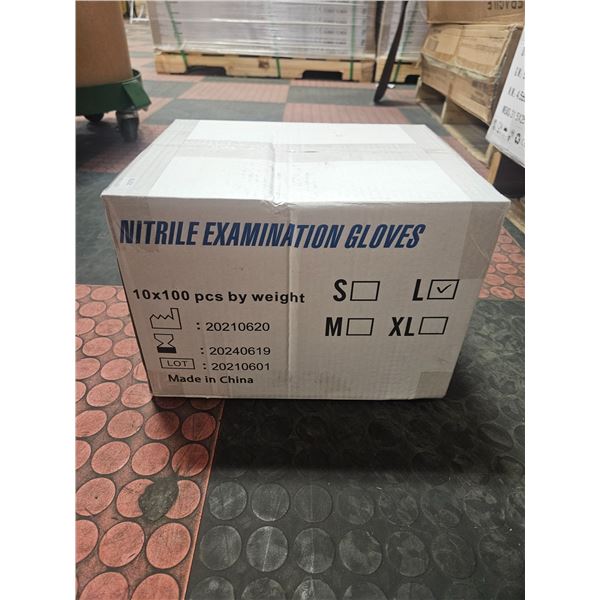 NITRILE EXAMINATION GLOVES
10x100 pcs by weight
S☐ L☑
M☐ XL☐
: 20210620
: 20240619
LOT : 20210601
Made in China